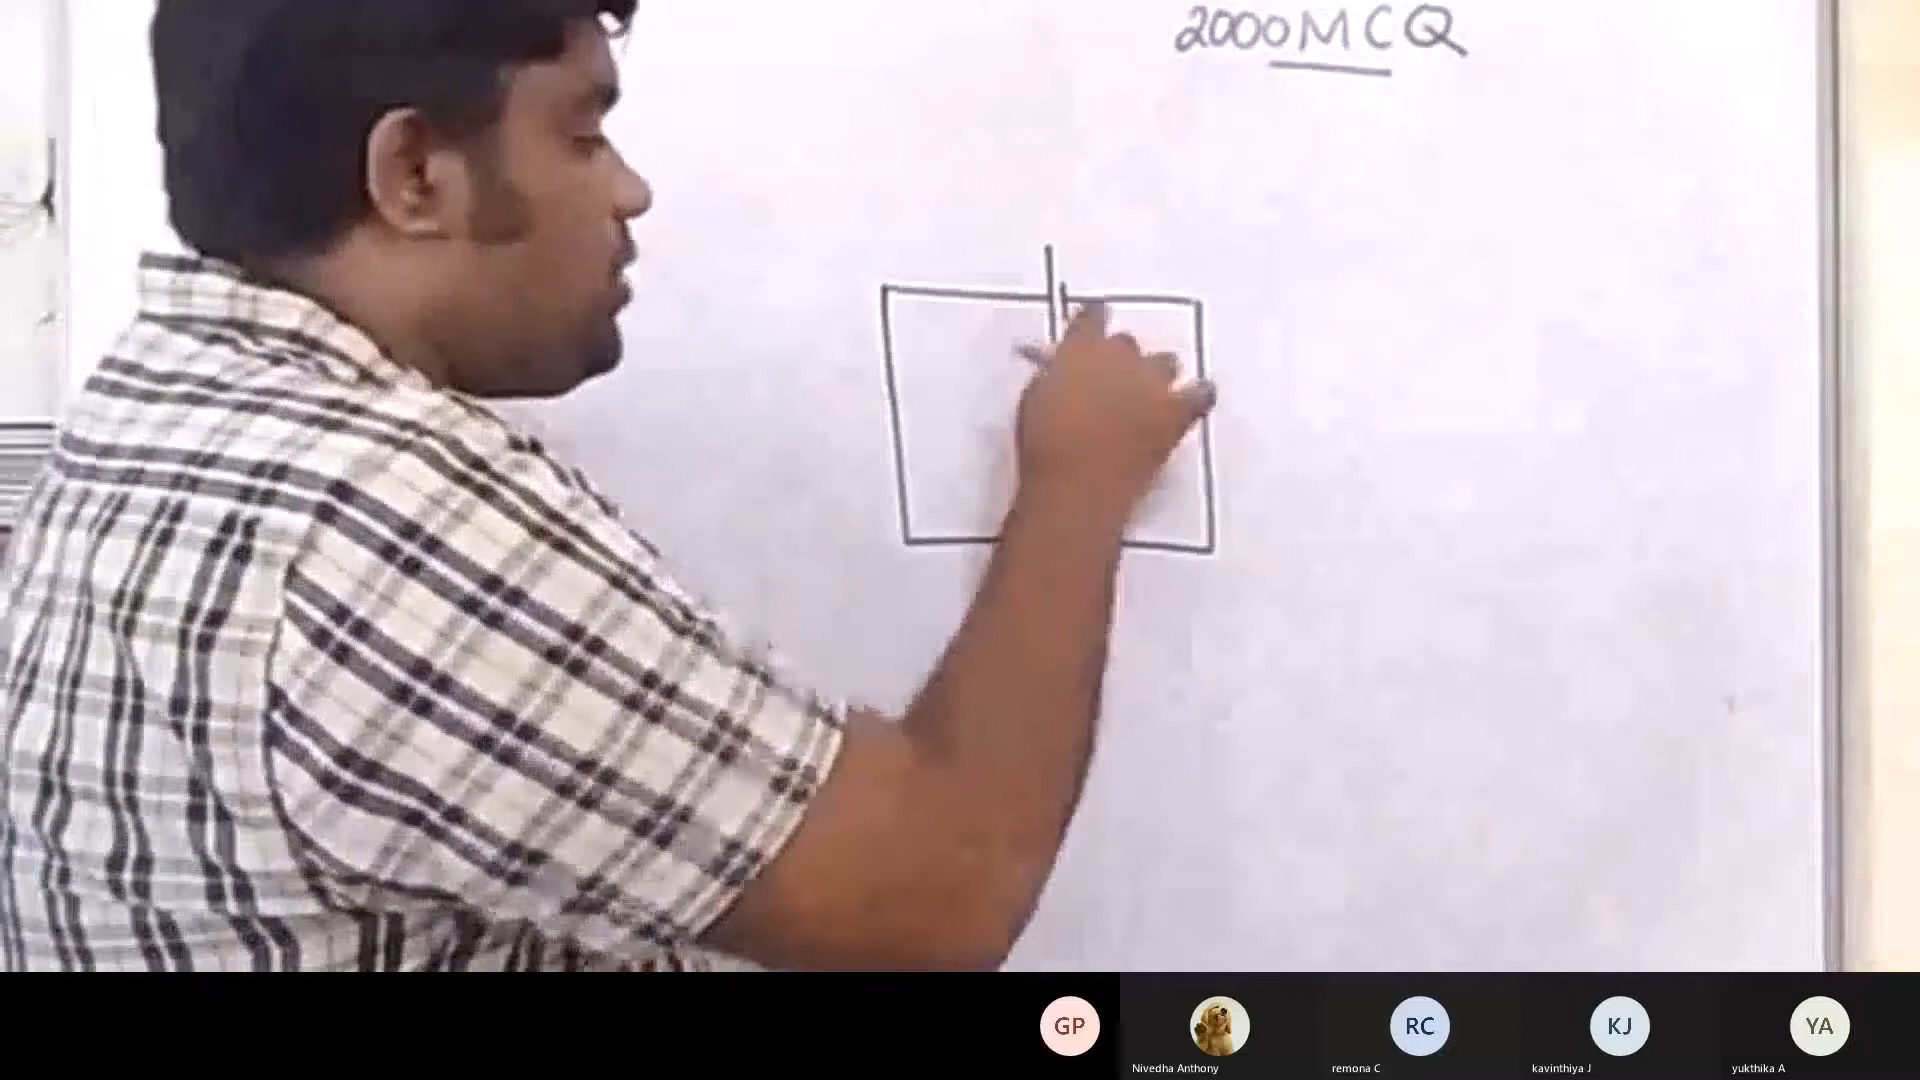 2000 MCQ
GP
RC
KJ
YA
Nivedha Anthony
remona C
kavinthiya J
yukthika A